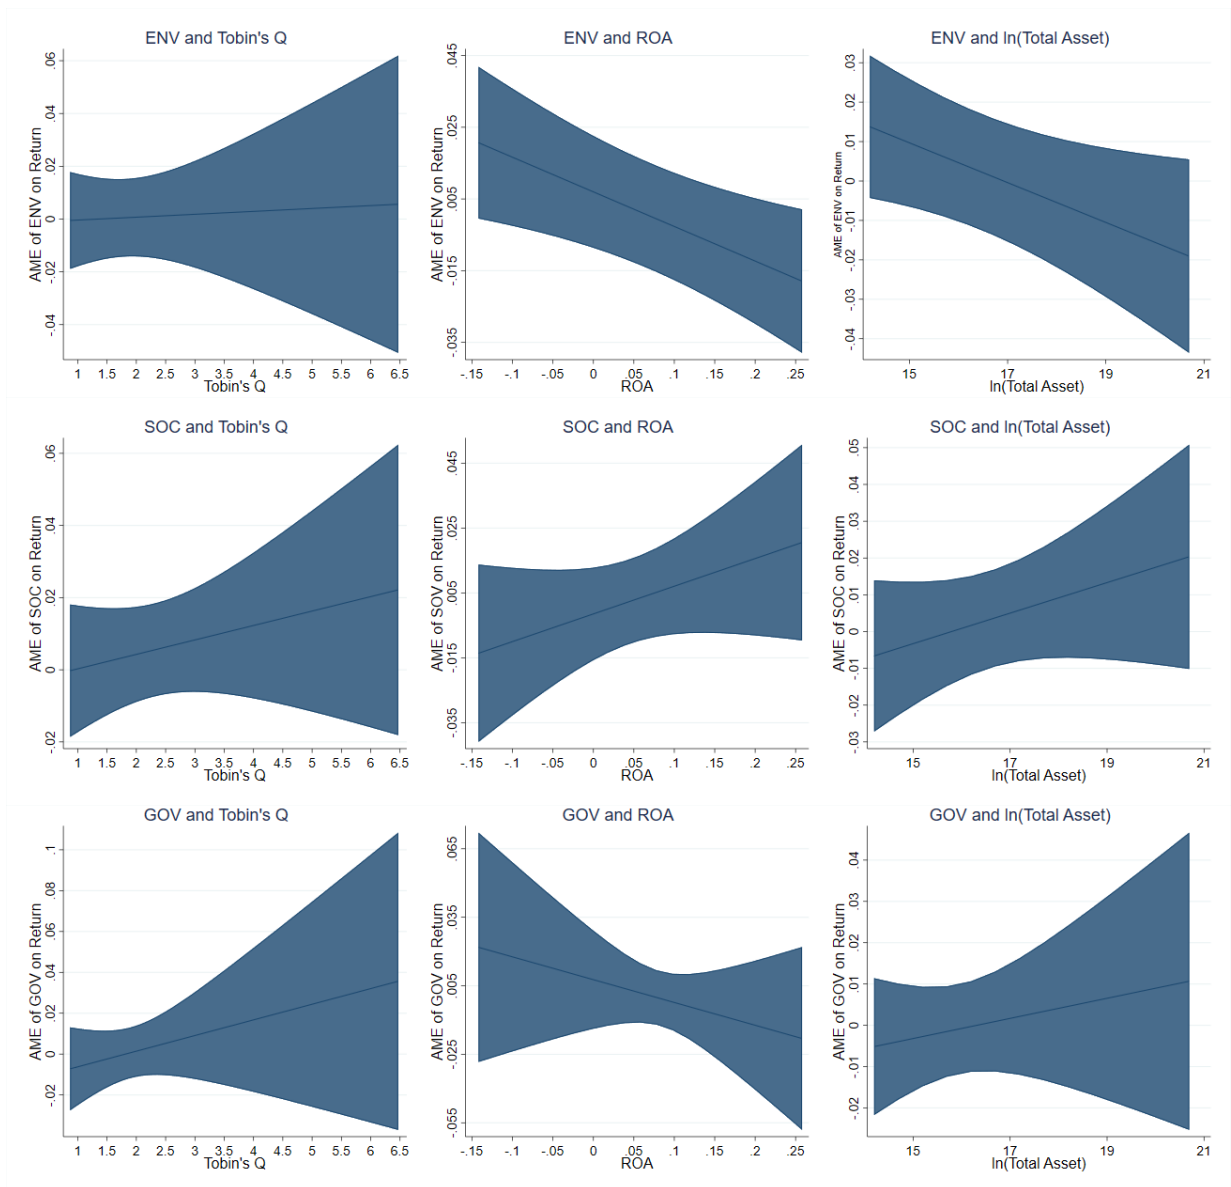 ENV and Tobin's Q
AME of ENV on Return
.06
.04
.02
0
-.02
-.04
1 1.5 2 2.5 3 3.5 4 4.5 5 5.5 6 6.5
Tobin's Q
ENV and ROA
AME of ENV on Return
.045
.025
.005
-.015
-.035
-.15 -.1 -.05 0 .05 .1 .15 .2 .25
ROA
ENV and ln(Total Asset)
AME of ENV on Return
.03
.02
.01
0
-.01
-.02
-.03
-.04
15 17 19 21
ln(Total Asset)
SOC and Tobin's Q
AME of SOC on Return
.06
.04
.02
0
-.02
1 1.5 2 2.5 3 3.5 4 4.5 5 5.5 6 6.5
Tobin's Q
SOC and ROA
AME of SOV on Return
.045
.025
.005
-.015
-.035
-.15 -.1 -.05 0 .05 .1 .15 .2 .25
ROA
SOC and ln(Total Asset)
AME of SOC on Return
.05
.04
.03
.02
.01
0
-.01
-.02
-.03
15 17 19 21
ln(Total Asset)
GOV and Tobin's Q
AME of GOV on Return
.1
.08
.06
.04
.02
0
-.02
1 1.5 2 2.5 3 3.5 4 4.5 5 5.5 6 6.5
Tobin's Q
GOV and ROA
AME of GOV on Return
.065
.035
.005
-.025
-.055
-.15 -.1 -.05 0 .05 .1 .15 .2 .25
ROA
GOV and ln(Total Asset)
AME of GOV on Return
.04
.03
.02
.01
0
-.01
-.02
15 17 19 21
ln(Total Asset)